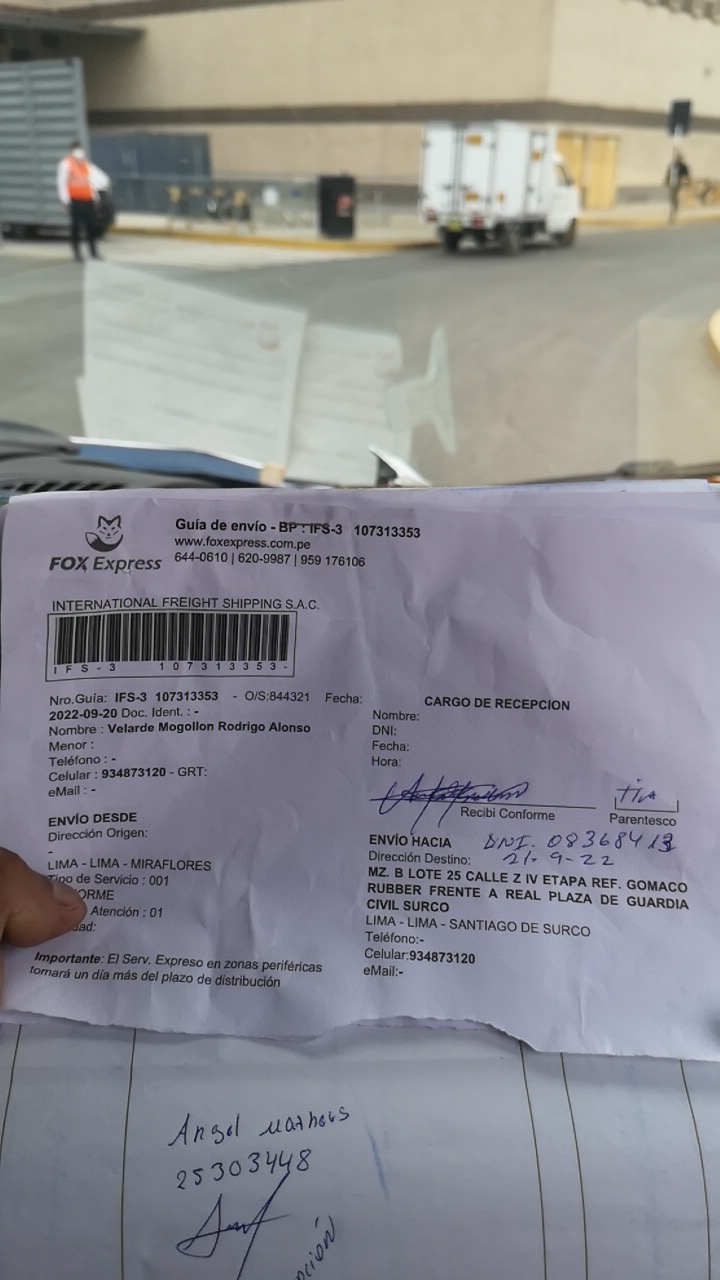 FOX Express
Guía de envío - BP : IFS-3 107313353
www.foxexpress.com.pe
644-0610 | 620-9987 | 959 176106
INTERNATIONAL FREIGHT SHIPPING S.A.C.
IFS-3 107313353-
Nro.Guía: IFS-3 107313353 - O/S:844321 Fecha:
2022-09-20 Doc. Ident. : -
Nombre : Velarde Mogollon Rodrigo Alonso
Menor :
Teléfono : -
Celular : 934873120 - GRT:
eMail : -
ENVÍO DESDE
Dirección Origen:
-
LIMA - LIMA - MIRAFLORES
Tipo de Servicio : 001
ORME
Atención : 01
dad:
Importante: El Serv. Expreso en zonas periféricas
tomará un día más del plazo de distribución
CARGO DE RECEPCION
Nombre:
DNI:
Fecha:
Hora:
Tia
Recibi Conforme Parentesco
ENVÍO HACIA DNI. 08368413
Dirección Destino: 21-9-22
MZ. B LOTE 25 CALLE Z IV ETAPA REF. GOMACO
RUBBER FRENTE A REAL PLAZA DE GUARDIA
CIVIL SURCO
LIMA - LIMA - SANTIAGO DE SURCO
Teléfono:-
Celular:934873120
eMail:-
Angel Matheus
25303448
pción